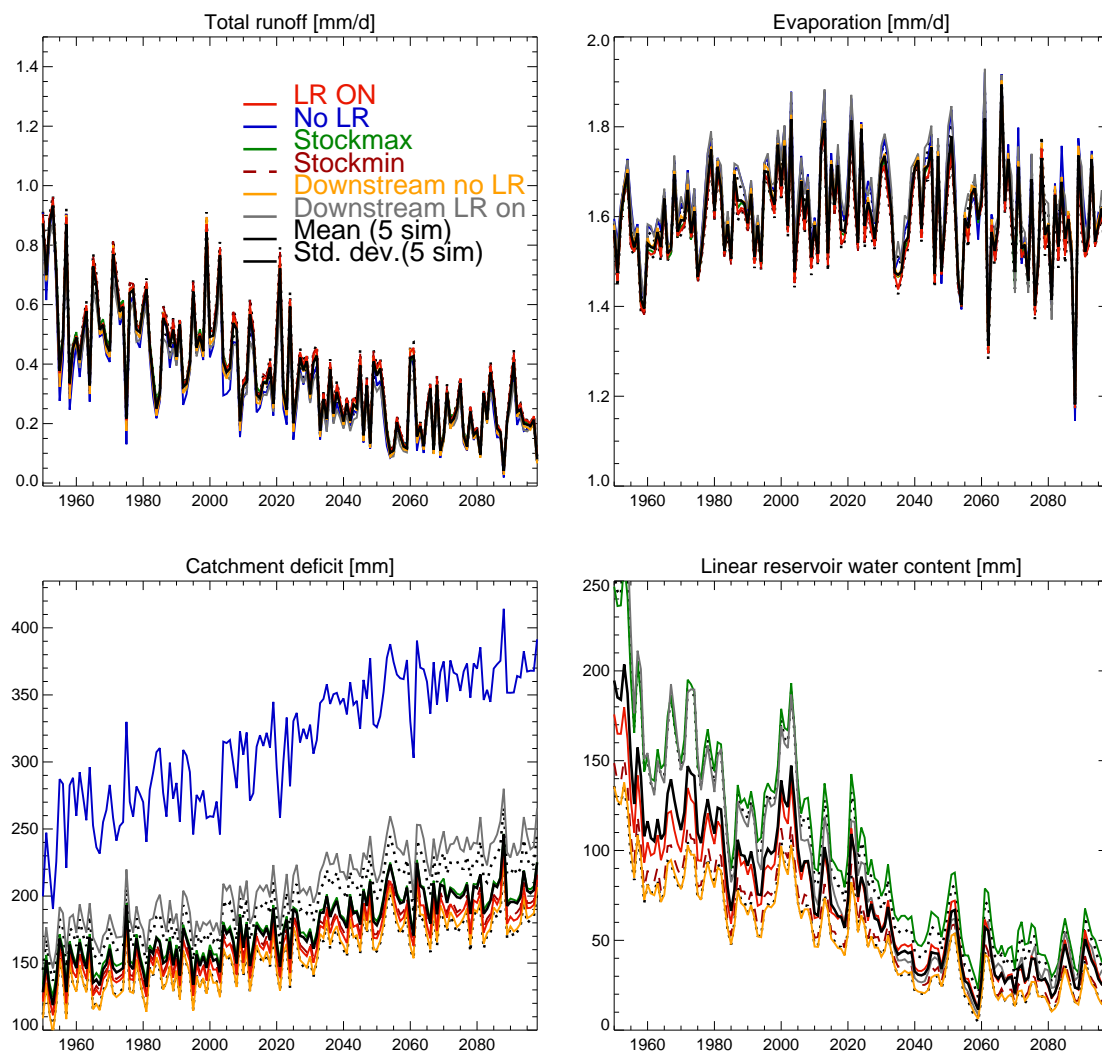 Total runoff [mm/d]
1.4
1.2
1.0
0.8
0.6
0.4
0.2
0.0
1960 1980 2000 2020 2040 2060 2080
LR ON
No LR
Stockmax
Stockmin
Downstream no LR
Downstream LR on
Mean (5 sim)
Std. dev.(5 sim)
Evaporation [mm/d]
2.0
1.8
1.6
1.4
1.2
1.0
1960 1980 2000 2020 2040 2060 2080
Catchment deficit [mm]
400
350
300
250
200
150
100
1960 1980 2000 2020 2040 2060 2080
Linear reservoir water content [mm]
250
200
150
100
50
0
1960 1980 2000 2020 2040 2060 2080